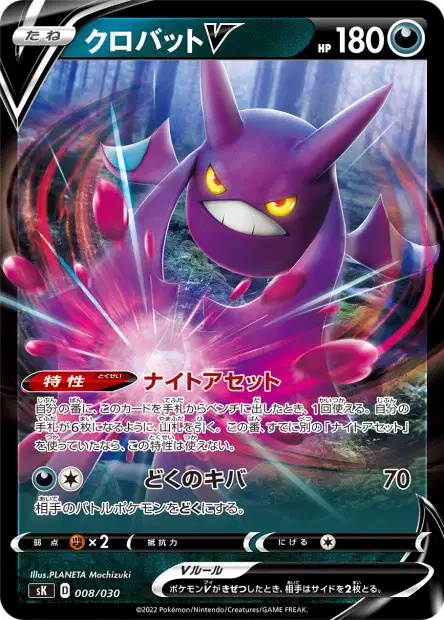 たね クロバットV HP 180
特性 とくせい ナイトアセット
自分の番に、このカードを手札からベンチに出したとき、1回使える。自分の
手札が6枚になるように、山札を引く。この番、すでに別の「ナイトアセット」
を使っていたなら、この特性は使えない。
どくのキバ 70
相手のバトルポケモンをどくにする。
弱点 ×2 抵抗力 にげる
Illus.PLANETA Mochizuki
Vルール
sK D 008/030
ポケモンVがきぜつしたとき、相手はサイドを2枚とる。
©2022 Pokémon/Nintendo/Creatures/GAME FREAK.